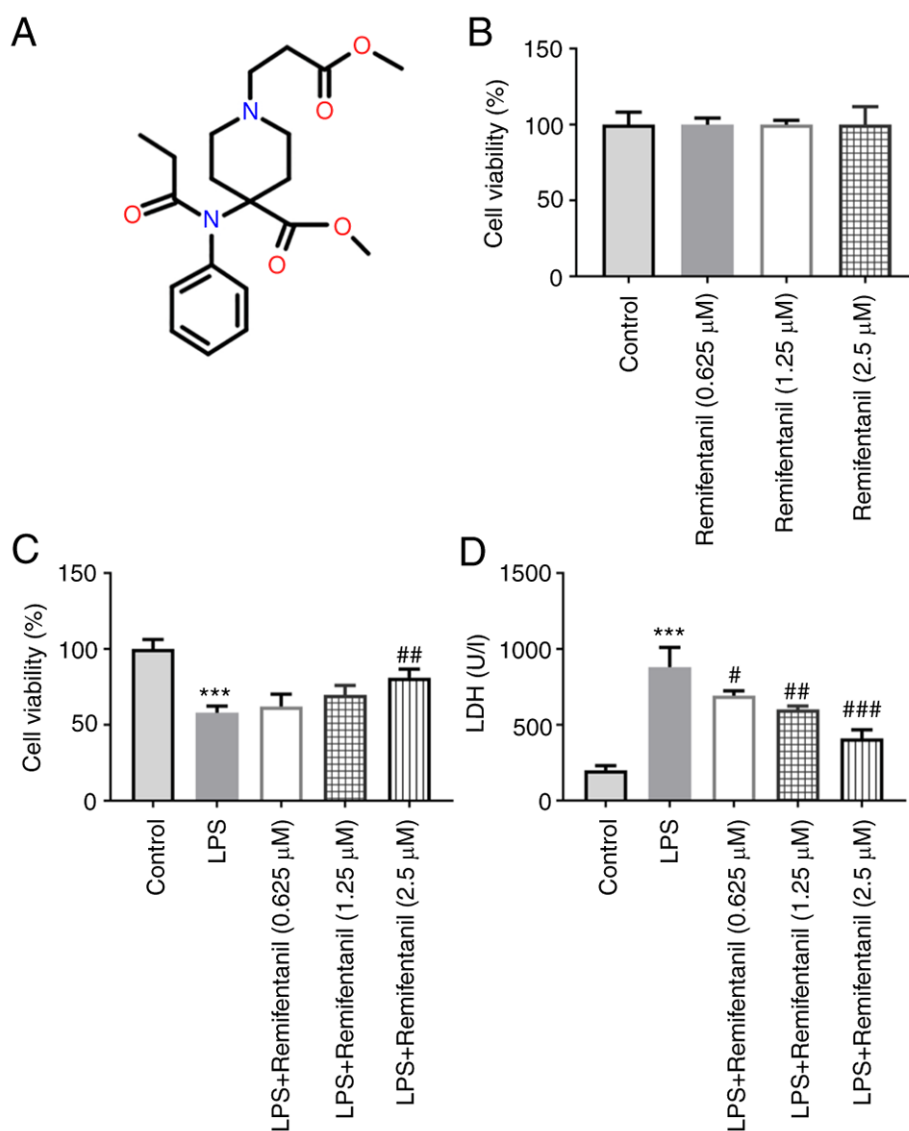 A
O
O
N
O
N
O
O
B
Cell viability (%)
150
100
50
0
Control
Remifentanil (0.625 μM)
Remifentanil (1.25 μM)
Remifentanil (2.5 μM)
C
Cell viability (%)
150
100
50
0
***
##
Control
LPS
LPS+Remifentanil (0.625 μM)
LPS+Remifentanil (1.25 μM)
LPS+Remifentanil (2.5 μM)
D
LDH (U/l)
1500
1000
500
0
***
#
##
###
Control
LPS
LPS+Remifentanil (0.625 μM)
LPS+Remifentanil (1.25 μM)
LPS+Remifentanil (2.5 μM)